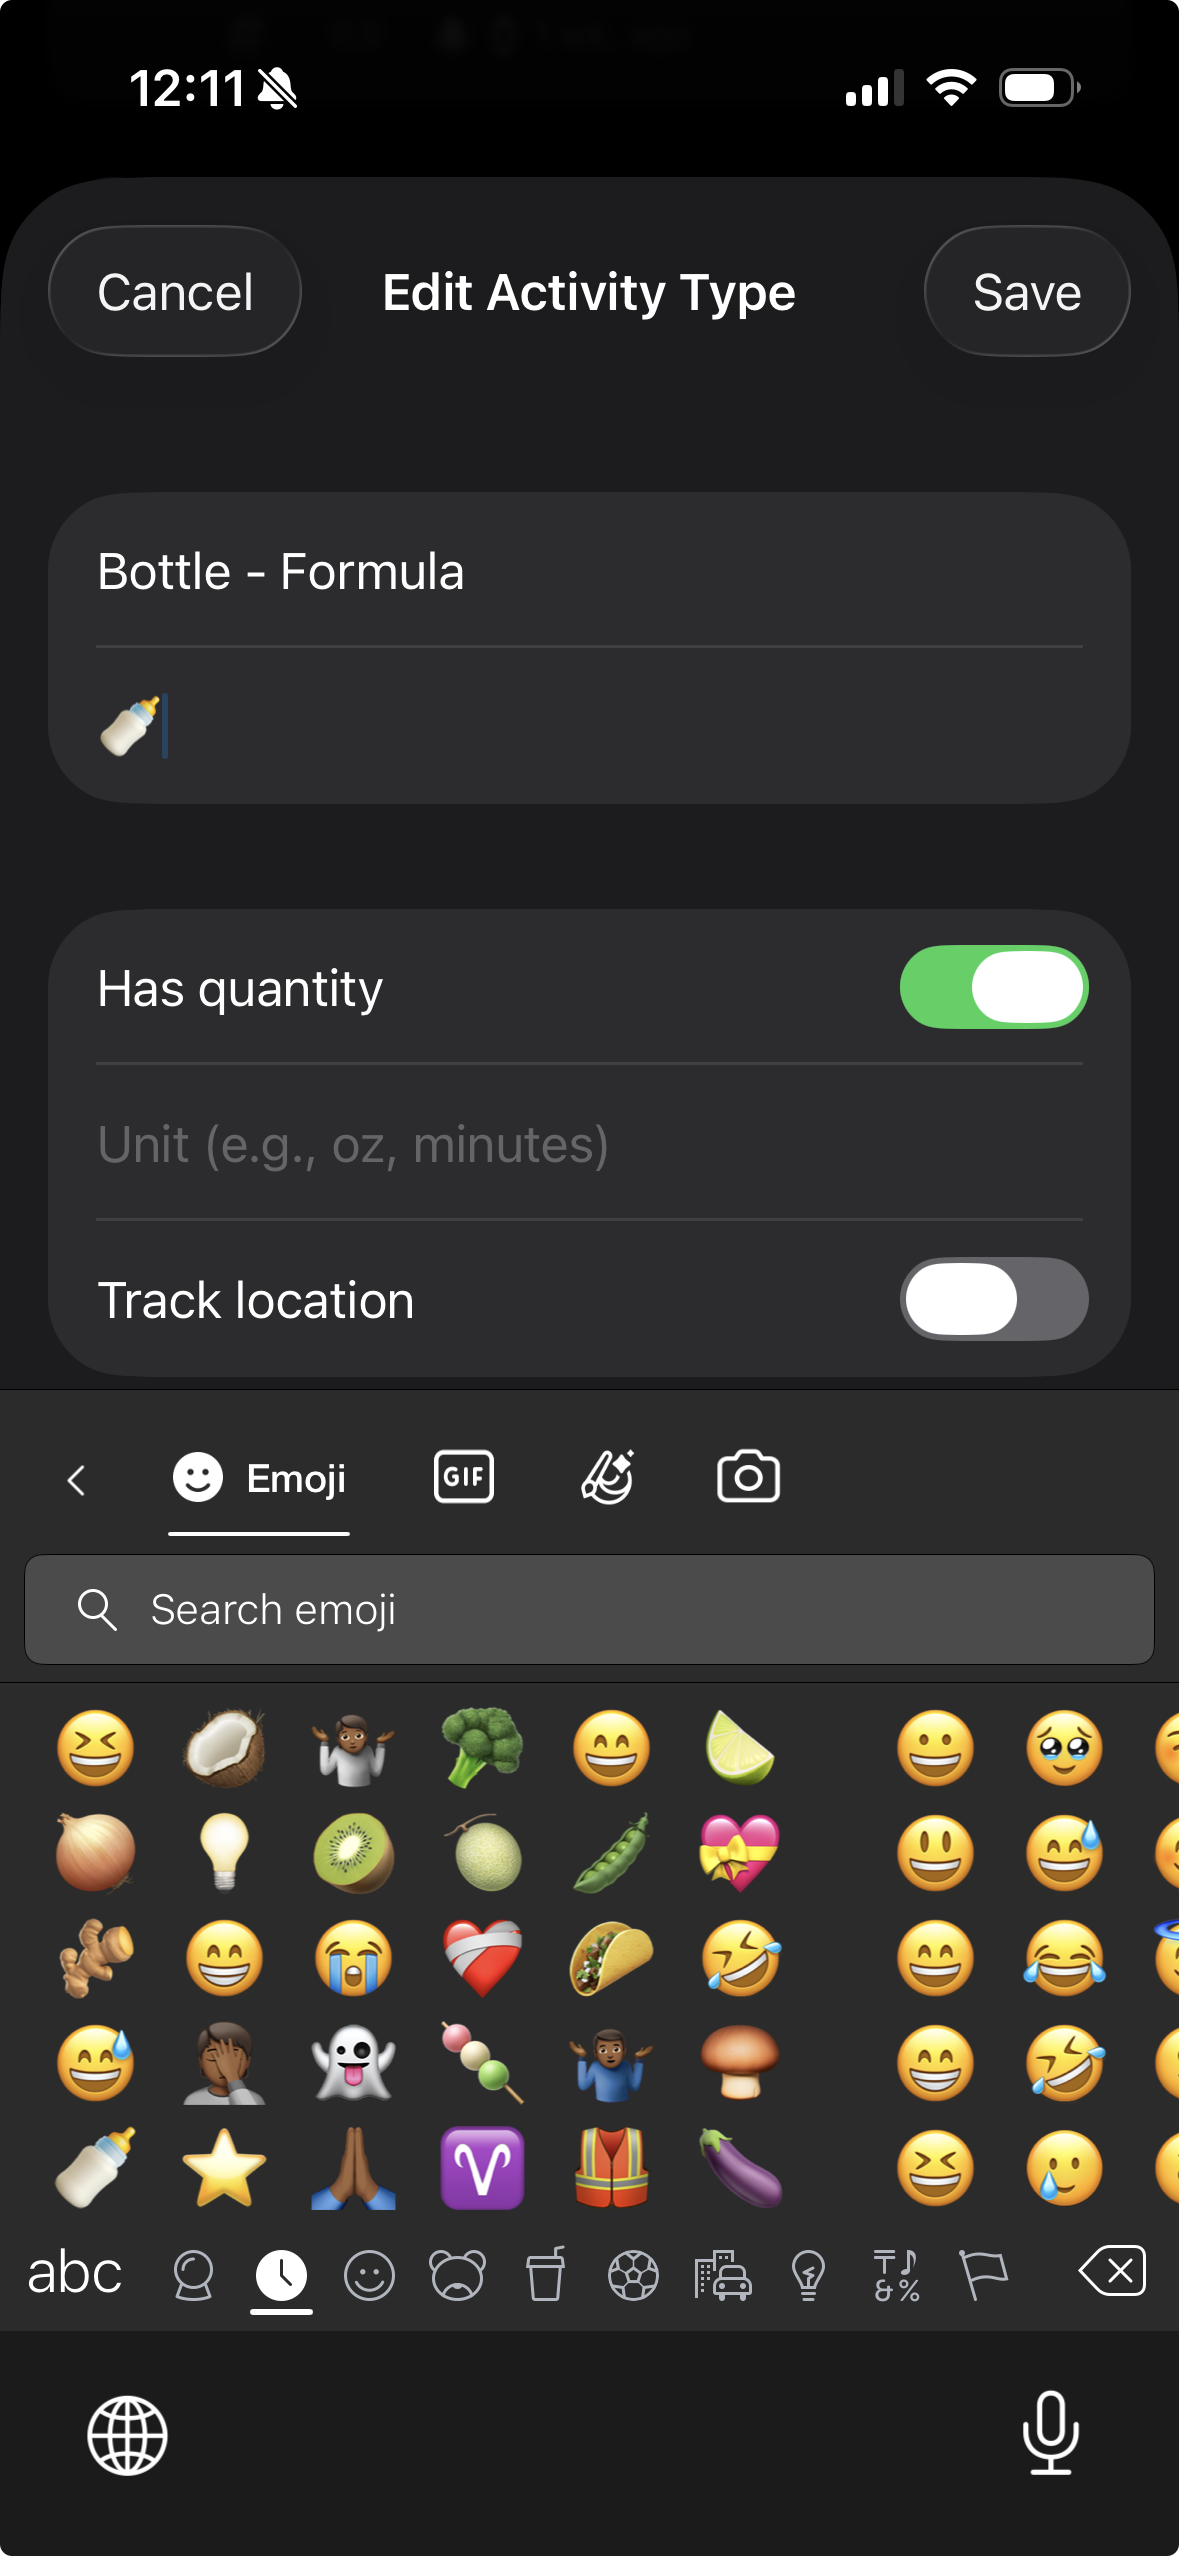 12:11
Cancel
Edit Activity Type
Save
Bottle - Formula
🍼
Has quantity
Unit (e.g., oz, minutes)
Track location
Emoji
GIF
Search emoji
abc